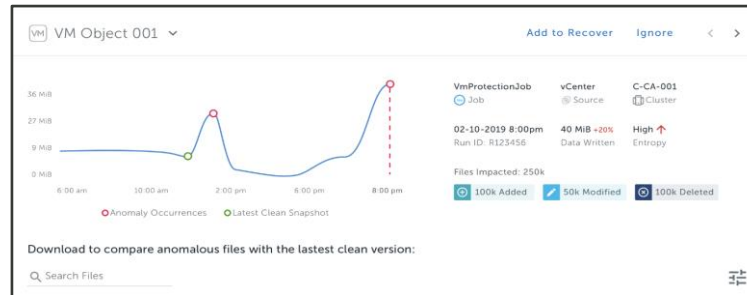 VM VM Object 001
Add to Recover Ignore
36 MiB
27 MiB
9 MiB
0 MiB
6:00 am 10:00 am 2:00 pm 6:00 pm 8:00 pm
Anomaly Occurrences Latest Clean Snapshot
VmProtectionJob vCenter C-CA-001
Job Source Cluster
02-10-2019 8:00pm 40 MiB +20% High
Run ID: R123456 Data Written Entropy
Files Impacted: 250k
100k Added 50k Modified 100k Deleted
Download to compare anomalous files with the lastest clean version:
Search Files